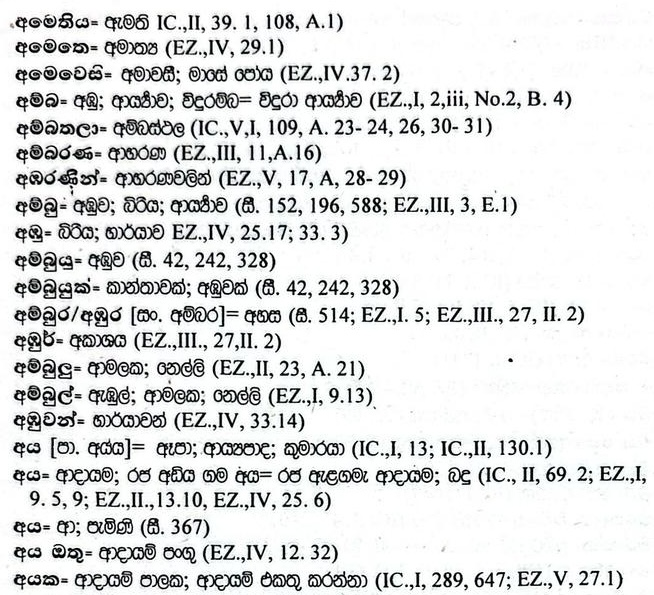 අමෙතිය= ඇමති IC.,II, 39. 1, 108, A.1)
අමෙතෙ= අමාත්‍ය (EZ.,IV, 29.1)
අමෙවෙසි= අමාවසී; මාසේ පෝය (EZ.,IV.37. 2)
අම්බ= අඹු; ආර්‍ය්‍යාව; විදුරම්බ= විදුරා ආර්‍ය්‍යාව (EZ.,I, 2,iii, No.2, B. 4)
අම්බතලා= අම්බස්ථල (IC.,V,I, 109, A. 23- 24, 26, 30- 31)
අම්බරණ= ආභරණ (EZ.,III, 11,A.16)
අඹරණින්= ආභරණවලින් (EZ.,V, 17, A, 28- 29)
අම්බු= අඹුව; බිරිය; ආර්‍ය්‍යාව (සී. 152, 196, 588; EZ.,III, 3, E.1)
අඹු= බිරිය; භාර්යාව EZ.,IV, 25.17; 33. 3)
අම්බුයු= අඹුව (සී. 42, 242, 328)
අම්බුයුක්= කාන්තාවක්; අඹුවක් (සී. 42, 242, 328)
අම්බුර/අඹුර [සං. අම්බර]= අහස (සී. 514; EZ.,I. 5; EZ.,III., 27, II. 2)
අඹුර්= අකාශය (EZ.,III., 27,II. 2)
අම්බුලු= ආමලක; නෙල්ලි (EZ.,II, 23, A. 21)
අම්බුල්= ඇඹුල්; ආමලක; නෙල්ලි (EZ.,I, 9.13)
අඹුවන්= භාර්යාවන් (EZ.,IV, 33.14)
අය [පා. අය්ය]= ඇපා; ආර්‍ය්‍යපාද; කුමාරයා (IC.,I, 13; IC.,II, 130.1)
අය= ආදායම; රජ අඩිය ගම අය= රජ ඇළගමැ ආදායම; බදු (IC., II, 69. 2; EZ.,I,
9. 5, 9; EZ.,II.,13.10, EZ.,IV, 25. 6)
අය= ආ; පැමිණි (සී. 367)
අය ඔතු= ආදායම් පංගු (EZ.,IV, 12. 32)
අයක= ආදායම් පාලක; ආදායම් එකතු කරන්නා (IC.,I, 289, 647; EZ.,V, 27.1)